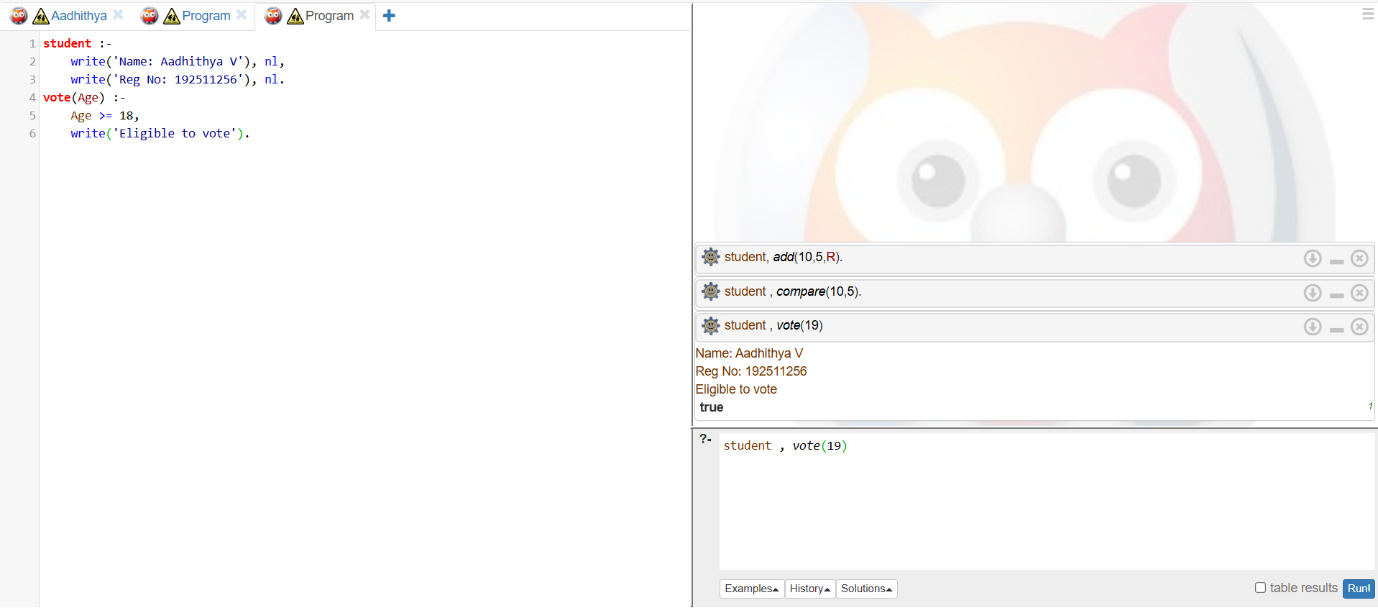 Aadhithya
Program
Program
1 student :-
2 write('Name: Aadhithya V'), nl,
3 write('Reg No: 192511256'), nl.
4 vote(Age) :-
5 Age >= 18,
6 write('Eligible to vote').
student, add(10,5,R).
student , compare(10,5).
student , vote(19)
Name: Aadhithya V
Reg No: 192511256
Eligible to vote
true 1
?- student , vote(19)
Examples History Solutions table results Run!